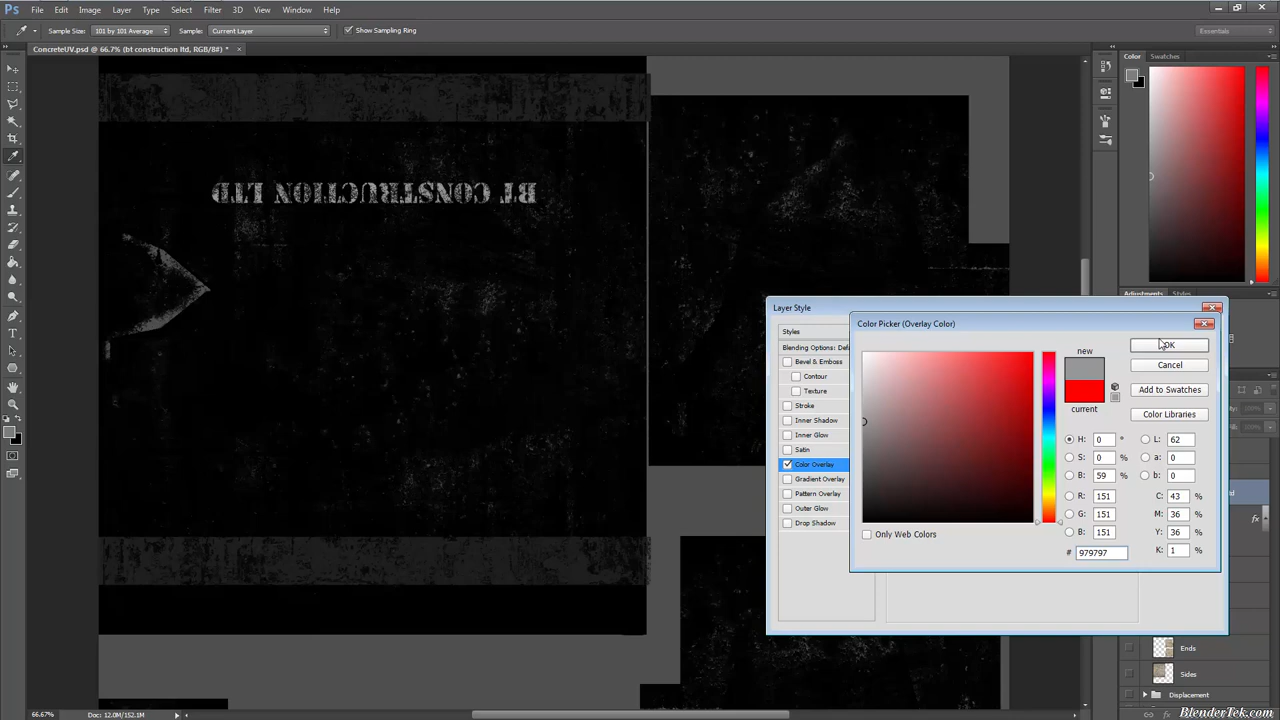 Ps File Edit Image Layer Type Select Filter 3D View Window Help
Sample Size: 101 by 101 Average Sample: Current Layer Show Sampling Ring Essentials
ConcreteUV.psd @ 66.7% (bt construction ltd, RGB/8#) * ×
Color Swatches
BT CONSTRUCTION LTD
Adjustments Styles
Layer Style
Color Picker (Overlay Color)
Styles
Blending Options: Defa
Bevel & Emboss
Contour
Texture
Stroke
Inner Shadow
Inner Glow
Satin
Color Overlay
Gradient Overlay
Pattern Overlay
Outer Glow
Drop Shadow
new
current
OK
Cancel
Add to Swatches
Color Libraries
H: 0 ° L: 62
S: 0 % a: 0
B: 59 % b: 0
R: 151 C: 43 %
G: 151 M: 36 %
B: 151 Y: 36 %
# 979797 K: 1 %
Only Web Colors
fx
Ends
Sides
Displacement
66.67% Doc: 12.0M/152.1M
BlenderTek.com